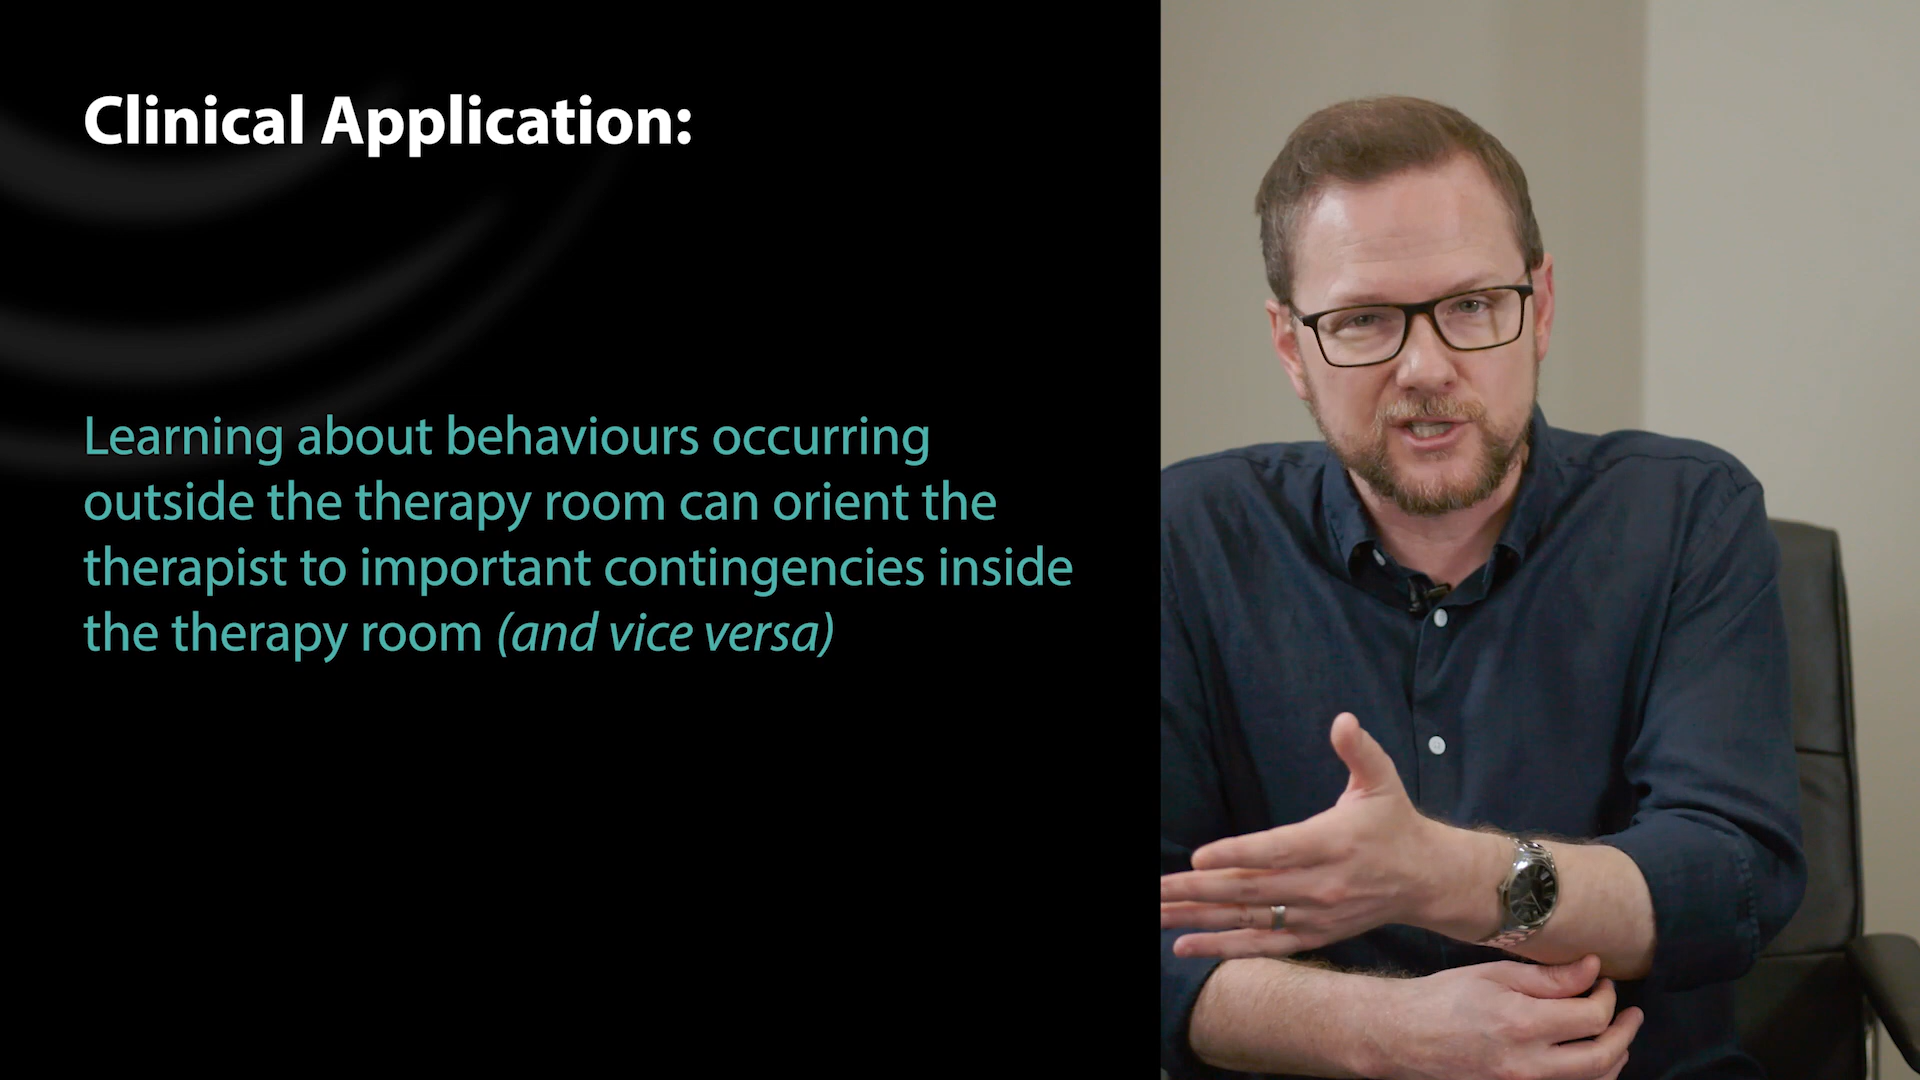 Clinical Application:
Learning about behaviours occurring
outside the therapy room can orient the
therapist to important contingencies inside
the therapy room (and vice versa)